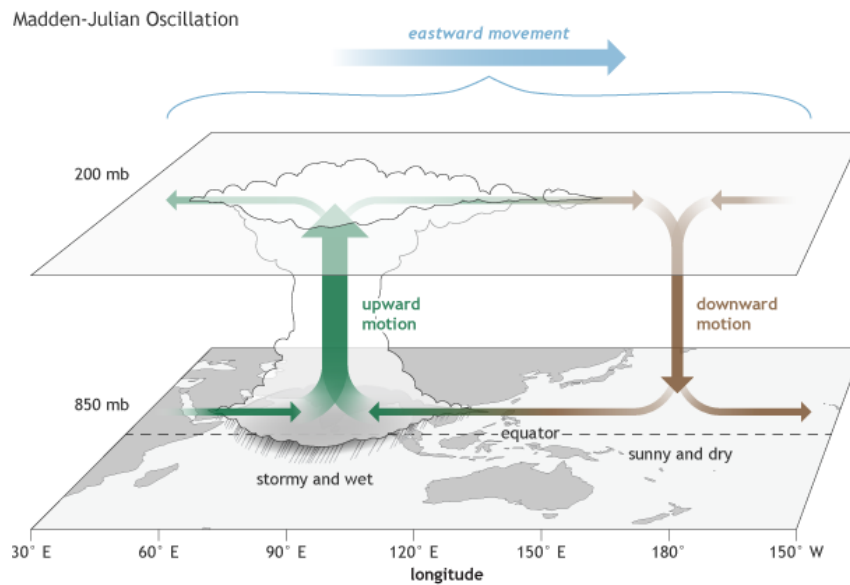 Madden-Julian Oscillation
eastward movement
200 mb
upward
motion
downward
motion
850 mb
equator
sunny and dry
stormy and wet
30° E
60° E
90° E
120° E
150° E
180°
150° W
longitude